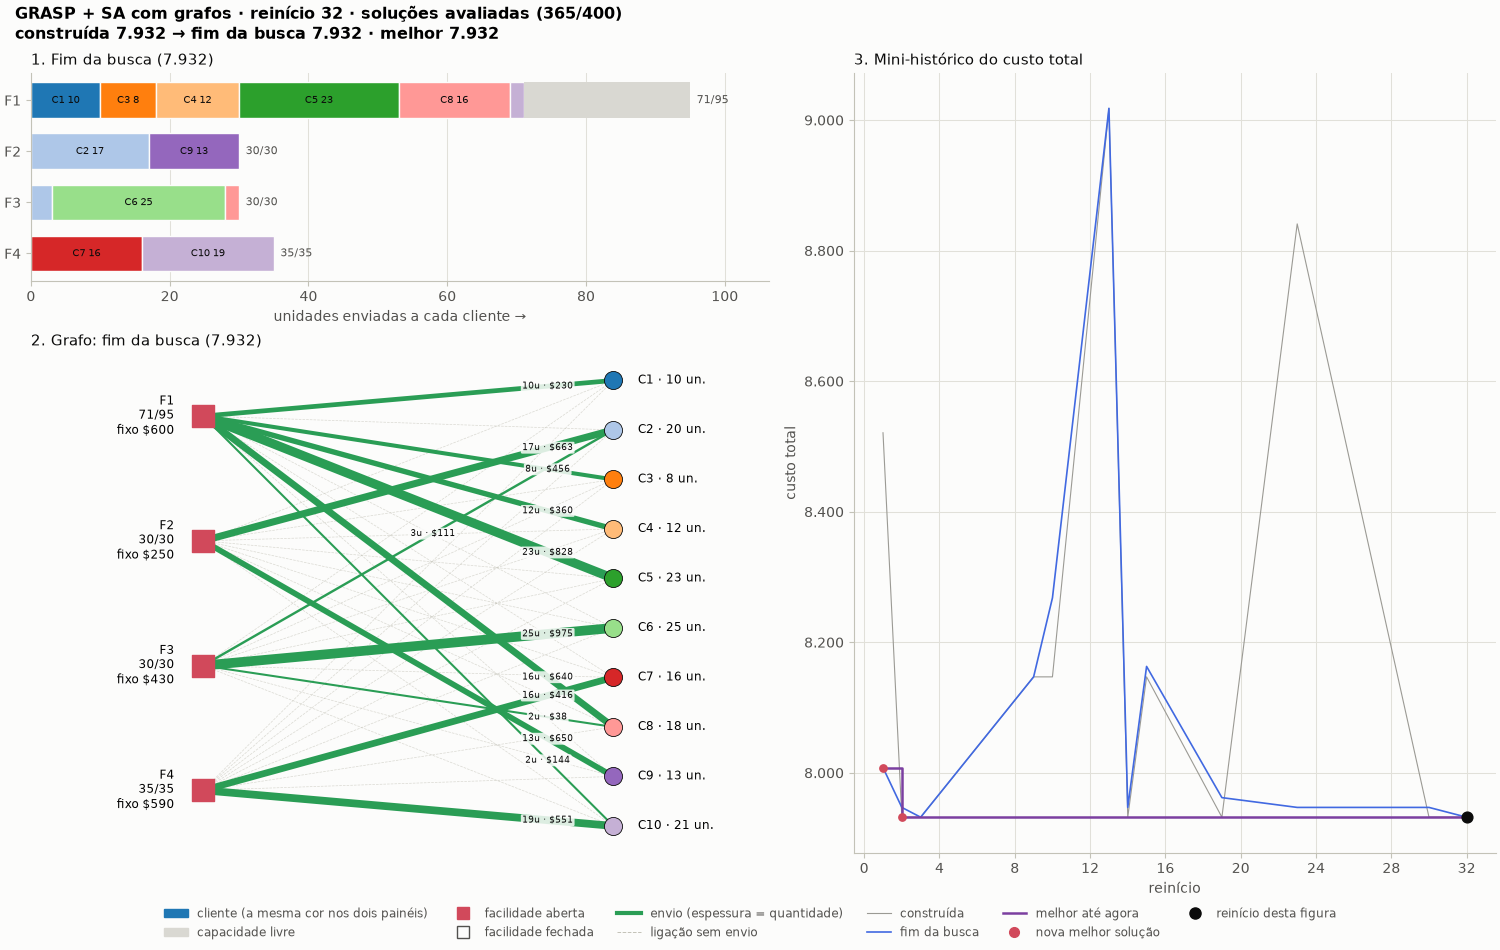 GRASP + SA com grafos · reinício 32 · soluções avaliadas (365/400)
construída 7.932 → fim da busca 7.932 · melhor 7.932
1. Fim da busca (7.932)
F1
C1 10
C3 8
C4 12
C5 23
C8 16
71/95
F2
C2 17
C9 13
30/30
F3
C6 25
30/30
F4
C7 16
C10 19
35/35
0
20
40
60
80
100
unidades enviadas a cada cliente →
2. Grafo: fim da busca (7.932)
F1
71/95
fixo $600
F2
30/30
fixo $250
F3
30/30
fixo $430
F4
35/35
fixo $590
10u · $230
17u · $663
8u · $456
12u · $360
3u · $111
23u · $828
25u · $975
16u · $640
16u · $416
2u · $38
13u · $650
2u · $144
19u · $551
C1 · 10 un.
C2 · 20 un.
C3 · 8 un.
C4 · 12 un.
C5 · 23 un.
C6 · 25 un.
C7 · 16 un.
C8 · 18 un.
C9 · 13 un.
C10 · 21 un.
3. Mini-histórico do custo total
custo total
9.000
8.800
8.600
8.400
8.200
8.000
0
4
8
12
16
20
24
28
32
reinício
cliente (a mesma cor nos dois painéis)
capacidade livre
facilidade aberta
facilidade fechada
envio (espessura = quantidade)
ligação sem envio
construída
fim da busca
melhor até agora
nova melhor solução
reinício desta figura